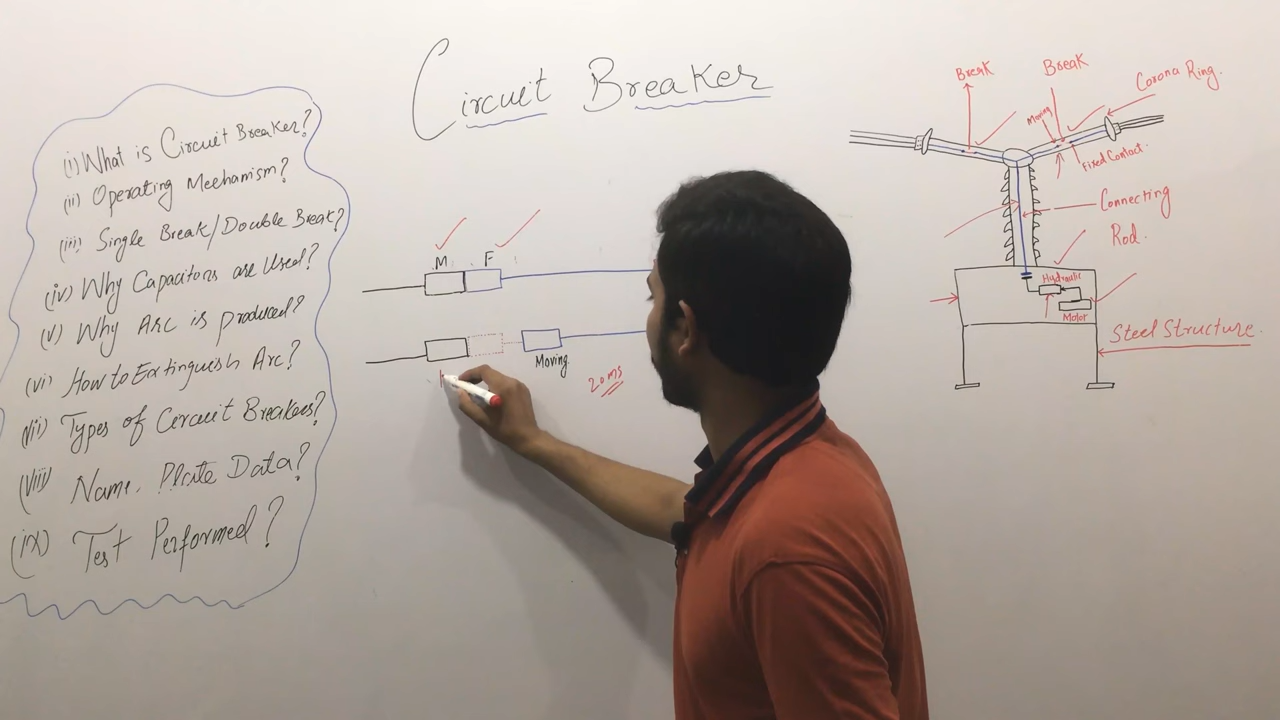 Circuit Breaker
(i) What is Circuit Breaker?
(ii) Operating Mechanism?
(iii) Single Break/Double Break?
(iv) Why Capacitors are Used?
(v) Why Arc is produced?
(vi) How to Extinguish Arc?
(vii) Types of Circuit Breakers?
(viii) Name Plate Data?
(ix) Test Performed?
M F
Moving
20 ms
Break
Break
Corona Ring.
Moving
Fixed Contact.
Connecting
Rod.
Hydraulic
Motor
Steel Structure.